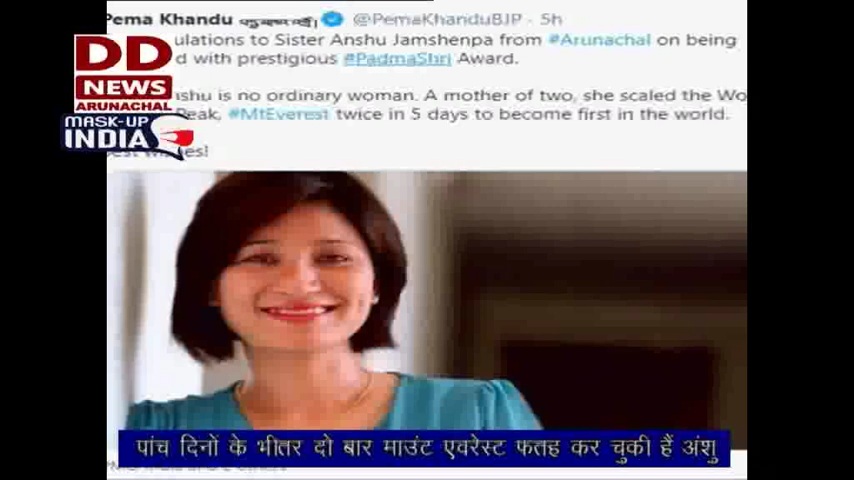 Pema Khandu @PemaKhanduBJP · 5h
ulations to Sister Anshu Jamshenpa from #Arunachal on being
d with prestigious #PadmaShri Award.
nshu is no ordinary woman. A mother of two, she scaled the Wo
Peak, #MtEverest twice in 5 days to become first in the world.
DD
NEWS
ARUNACHAL
MASK-UP
INDIA
पांच दिनों के भीतर दो बार माउंट एवरेस्ट फतह कर चुकी हैं अंशु